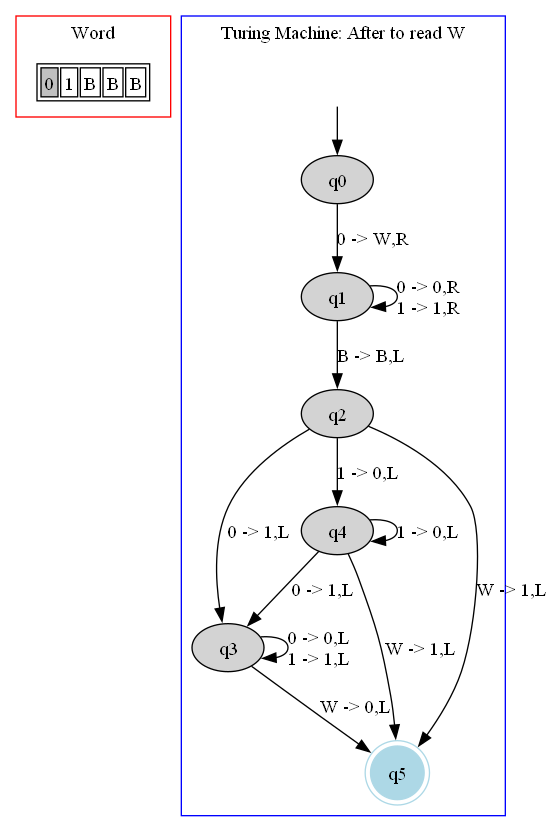 Word
0 1 B B B
Turing Machine: After to read W
q0
0 -> W,R
q1
0 -> 0,R
1 -> 1,R
B -> B,L
q2
1 -> 0,L
0 -> 1,L
q4
1 -> 0,L
W -> 1,L
0 -> 1,L
q3
0 -> 0,L
1 -> 1,L
W -> 1,L
W -> 0,L
q5